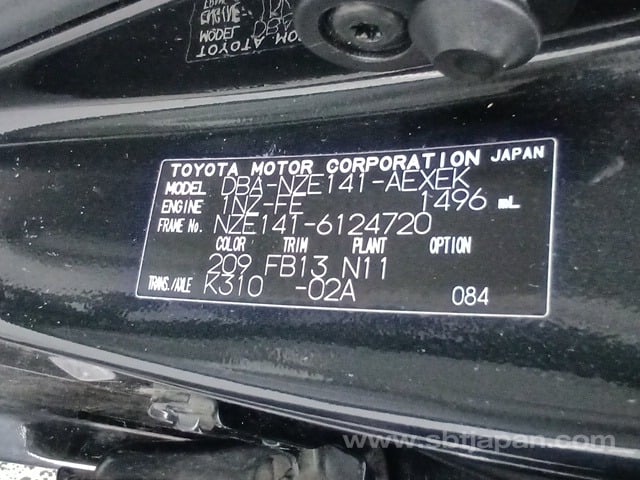 TOYOTA MOTOR CORPORATION JAPAN
MODEL DBA-NZE141-AEXEK
ENGINE 1NZ-FE 1496 mL
FRAME No. NZE141-6124720
COLOR TRIM PLANT OPTION
209 FB13 N11
TRANS./AXLE K310 -02A 084
www.sbtjapan.com